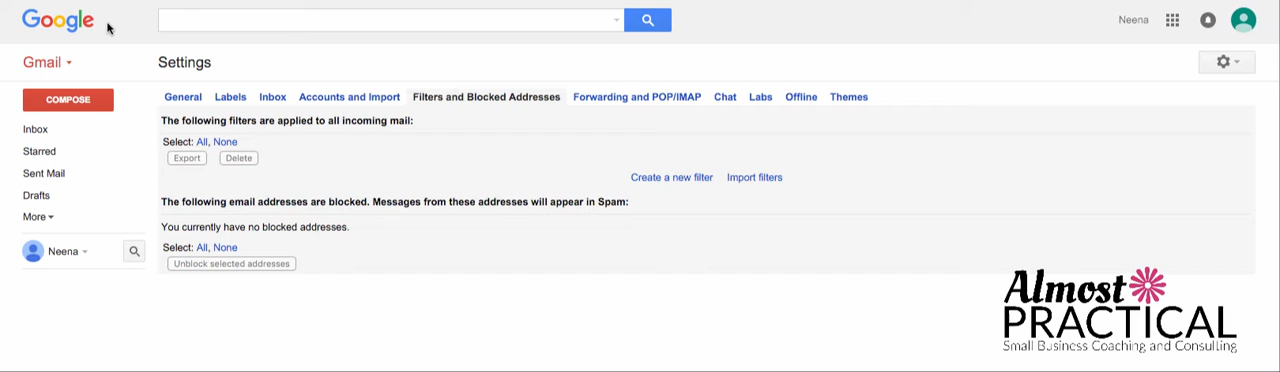 Google
Neena
Gmail
Settings
COMPOSE
General Labels Inbox Accounts and Import Filters and Blocked Addresses Forwarding and POP/IMAP Chat Labs Offline Themes
The following filters are applied to all incoming mail:
Inbox
Select: All, None
Starred
Export Delete
Sent Mail
Create a new filter Import filters
Drafts
The following email addresses are blocked. Messages from these addresses will appear in Spam:
More
You currently have no blocked addresses.
Neena
Select: All, None
Unblock selected addresses
Almost
PRACTICAL
Small Business Coaching and Consulting